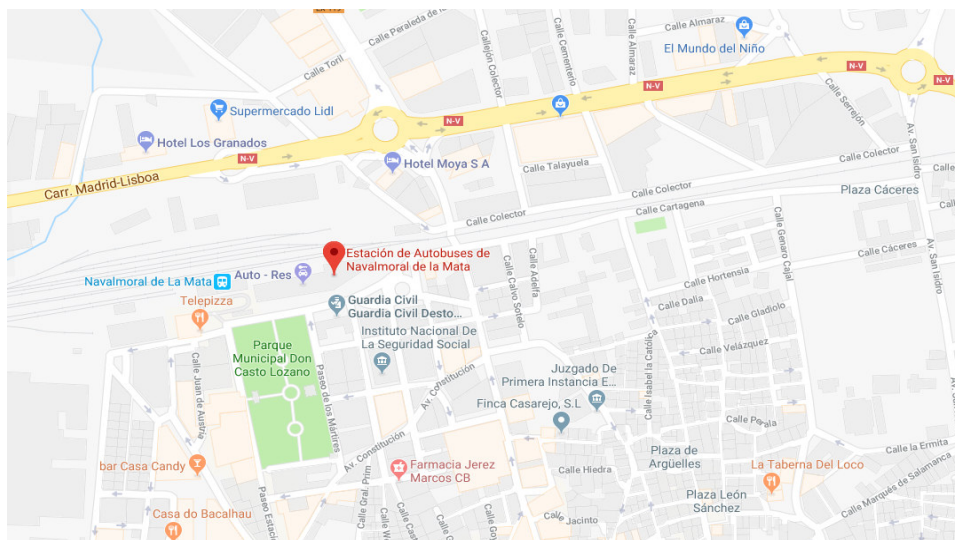 Calle Almaraz
El Mundo del Niño
Calle Peraleda de la
Calle Toril
Callejón Colector
Calle Cementerio
Calle Almaraz
N-V
N-V
N-V
Supermercado Lidl
N-V
Calle Serrejón
Hotel Los Granados
N-V
Hotel Moya S A
Calle Talayuela
Av. San Isidro
Carr. Madrid-Lisboa
Calle Colector
Plaza Cáceres
Calle Colector
Calle Cartagena
Estación de Autobuses de
Navalmoral de la Mata
Auto - Res
Navalmoral de La Mata
Calle Adelfa
Calle Calvo Sotelo
Calle Genaro Cajal
Calle Cáceres
Av. San Isidro
Calle Hortensia
Telepizza
Guardia Civil
Guardia Civil Desto...
Calle Dalia
Calle Gladiolo
Instituto Nacional De
La Seguridad Social
Parque
Municipal Don
Casto Lozano
Calle Velázquez
Calle Isabel la Católica
Juzgado De
Primera Instancia E...
Calle Juan de Austria
Paseo de los Mártires
Av. Constitución
Finca Casarejo, S.L
Av. Constitución
Plaza de
Argüelles
Calle la Ermita
bar Casa Candy
Farmacia Jerez
Marcos CB
Calle Hiedra
La Taberna Del Loco
Calle Gral. Prim
Calle Marqués de Salamanca
Plaza León
Sánchez
Casa do Bacalhau
Paseo Estació
Calle Jacinto